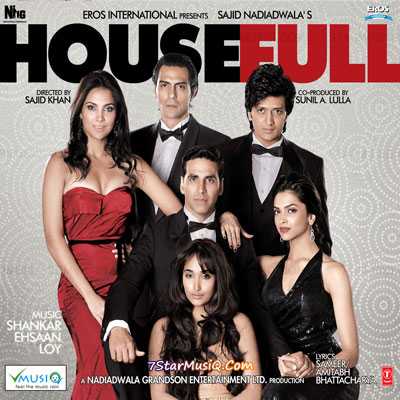 Nhg
EROS INTERNATIONAL PRESENTS SAJID NADIADWALA'S
EROS
HOUSEFULL
DIRECTED BY
SAJID KHAN
CO-PRODUCED BY
SUNIL A. LULLA
MUSIC
SHANKAR
EHSAAN
LOY
LYRICS
SAMEER
AMITABH
BHATTACHARYA
7StarMusiQ.Com
VMUSIQ
feel the music rain
A NADIADWALA GRANDSON ENTERTAINMENT LTD. PRODUCTION
T